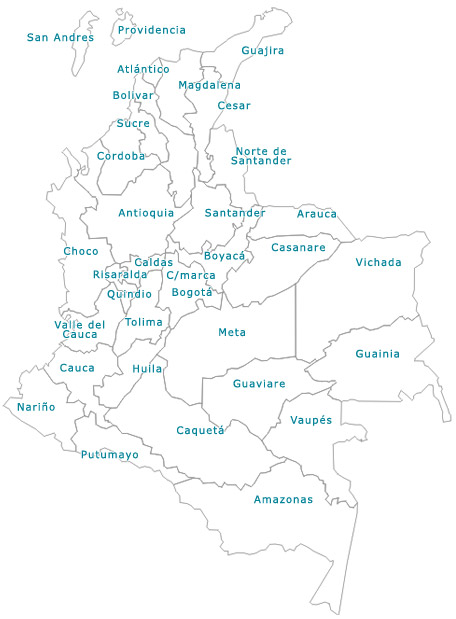 San Andres
Providencia
Guajira
Atlántico
Magdalena
Bolivar
Cesar
Sucre
Cordoba
Norte de
Santander
Antioquia
Santander
Arauca
Choco
Caldas
Boyacá
Casanare
Vichada
Risaralda
C/marca
Quindio
Bogotá
Valle del
Cauca
Tolima
Meta
Guainia
Cauca
Huila
Guaviare
Nariño
Caquetá
Vaupés
Putumayo
Amazonas